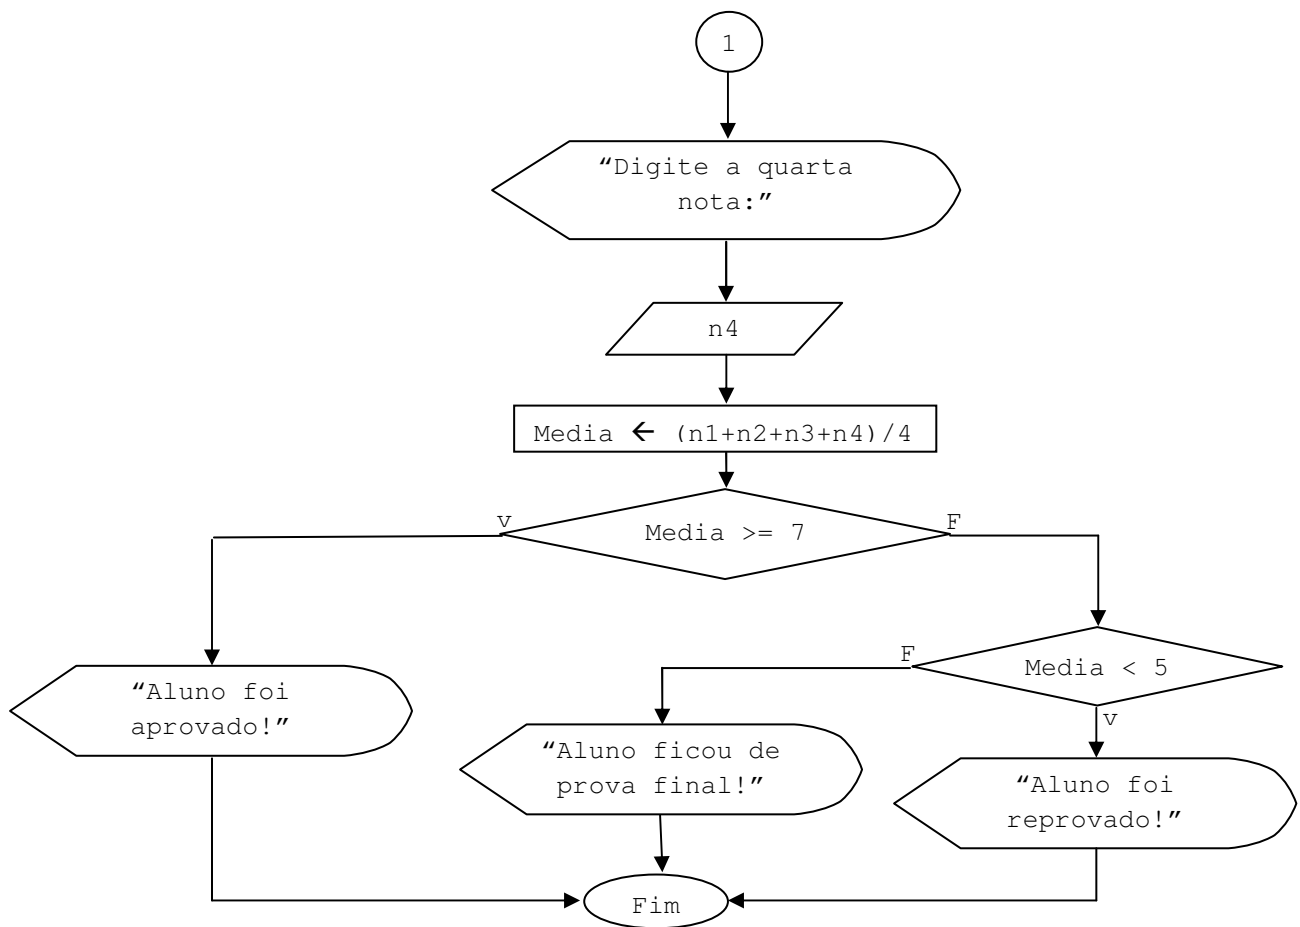 1
“Digite a quarta
nota:”
n4
Media ← (n1+n2+n3+n4)/4
v
Media >= 7
F
F
Media < 5
v
“Aluno foi
aprovado!”
“Aluno ficou de
prova final!”
“Aluno foi
reprovado!”
Fim